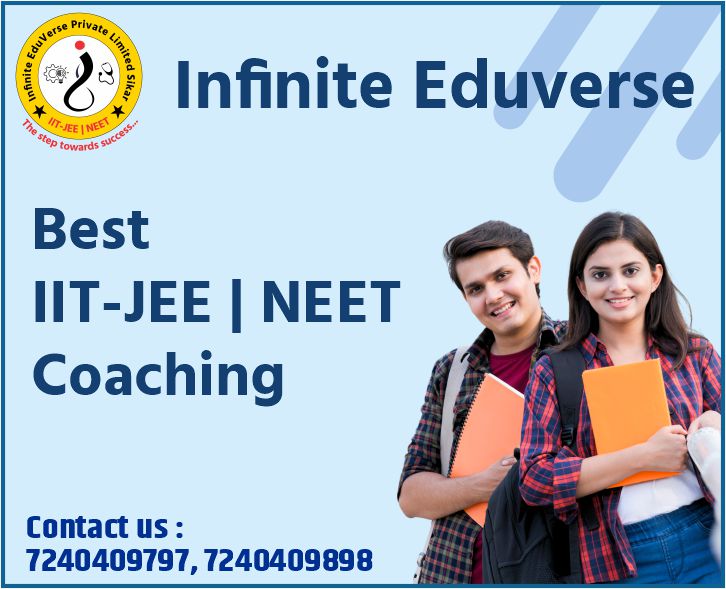 Infinite EduVerse Private Limited Sikar
IIT-JEE | NEET
The step towards success...
Infinite Eduverse
Best
IIT-JEE | NEET
Coaching
Contact us :
7240409797, 7240409898